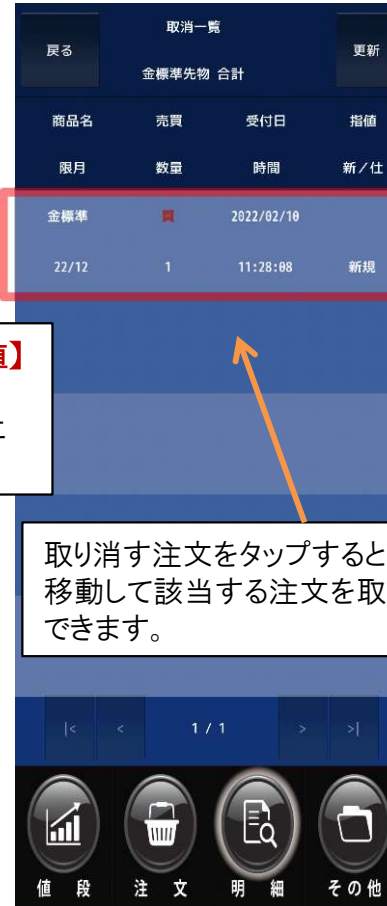 取消一覧
戻る
更新
金標準先物 合計
商品名 売買 受付日 指値
限月 数量 時間 新／仕
金標準 買 2022/02/10
22/12 1 11:28:08 新規
】
取り消す注文をタップすると
移動して該当する注文を取
できます。
|< < 1 / 1 > >|
値 段 注 文 明 細 その他